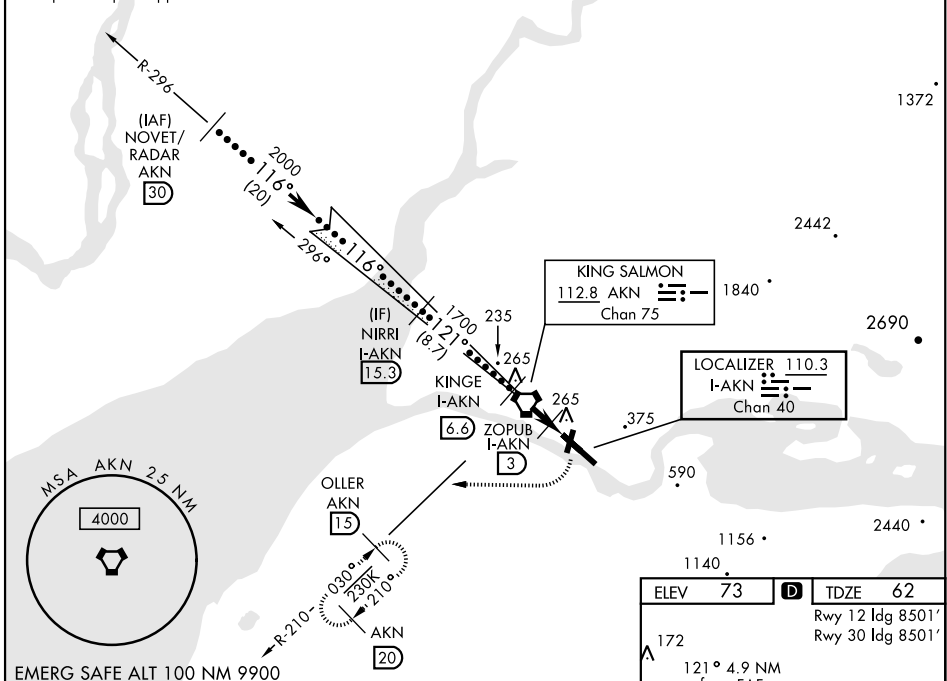 R-296
(IAF)
NOVET/
RADAR
AKN
30
2000
116°
(20)
296°
116°
1372
2442
KING SALMON
112.8 AKN
Chan 75
1840
(IF)
NIRRI
I-AKN
15.3
1700
121°
(8.7)
235
265
2690
LOCALIZER 110.3
I-AKN
Chan 40
KINGE
I-AKN
6.6
265
ZOPUB
I-AKN
3
375
590
MSA AKN 25 NM
4000
OLLER
AKN
15
2440
1156
1140
030°
230K
210°
R-210
AKN
20
ELEV 73 D TDZE 62
Rwy 12 ldg 8501'
Rwy 30 ldg 8501'
172
121° 4.9 NM
EMERG SAFE ALT 100 NM 9900